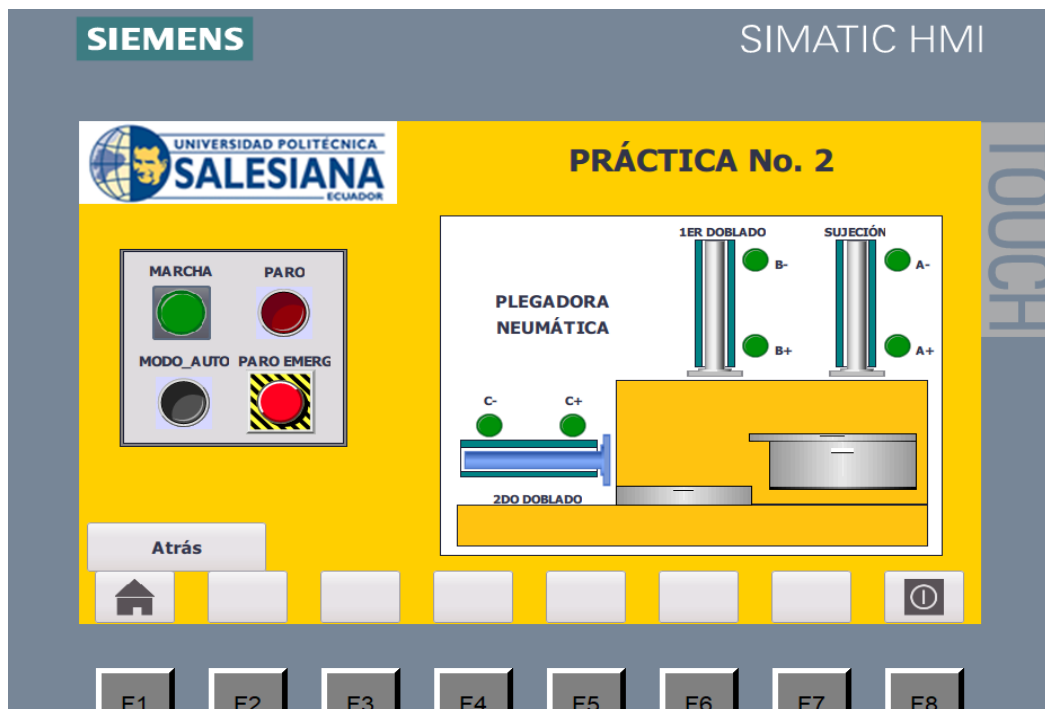 SIEMENS
SIMATIC HMI
TOUCH
UNIVERSIDAD POLITÉCNICA
SALESIANA
ECUADOR
PRÁCTICA No. 2
MARCHA
PARO
MODO_AUTO
PARO EMERG
1ER DOBLADO
SUJECIÓN
B-
A-
PLEGADORA
NEUMÁTICA
B+
A+
C-
C+
2DO DOBLADO
Atrás
F1
F2
F3
F4
F5
F6
F7
F8